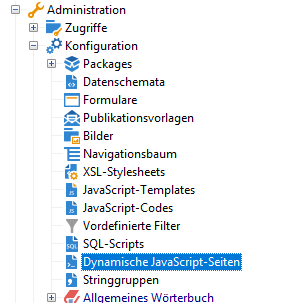 Administration
Zugriffe
Konfiguration
Packages
Datenschemata
Formulare
Publikationsvorlagen
Bilder
Navigationsbaum
XSL-Stylesheets
JavaScript-Templates
JavaScript-Codes
Vordefinierte Filter
SQL-Scripts
Dynamische JavaScript-Seiten
Stringgruppen
Allgemeines Wörterbuch